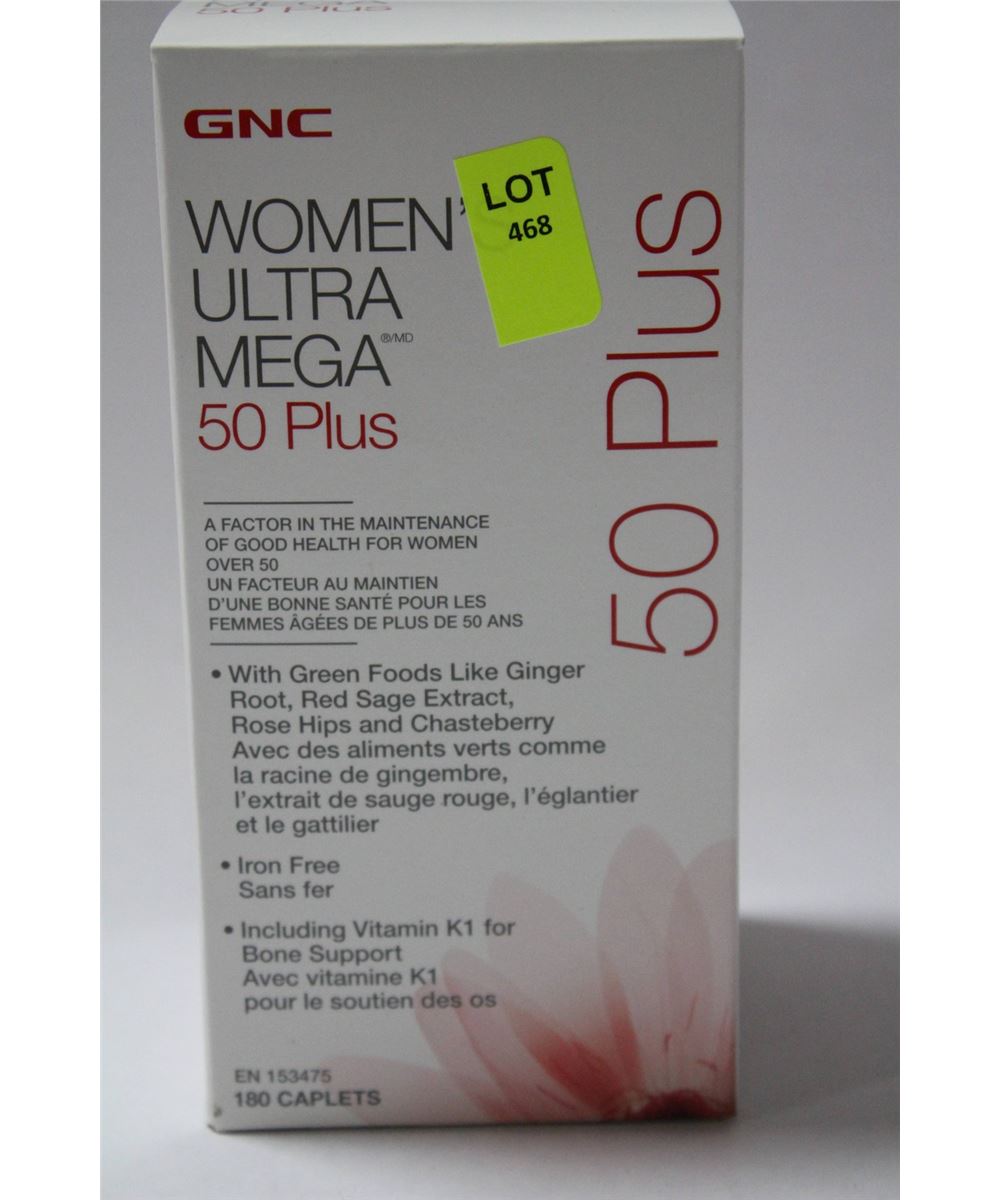 50 Plus
GNC
WOMEN'
ULTRA
MEGA®/MD
50 Plus
LOT
468
50 Plus
A FACTOR IN THE MAINTENANCE
OF GOOD HEALTH FOR WOMEN
OVER 50
UN FACTEUR AU MAINTIEN
D'UNE BONNE SANTÉ POUR LES
FEMMES ÂGÉES DE PLUS DE 50 ANS
• With Green Foods Like Ginger
Root, Red Sage Extract,
Rose Hips and Chasteberry
Avec des aliments verts comme
la racine de gingembre,
l'extrait de sauge rouge, l'églantier
et le gattilier
• Iron Free
Sans fer
• Including Vitamin K1 for
Bone Support
Avec vitamine K1
pour le soutien des os
EN 153475
180 CAPLETS